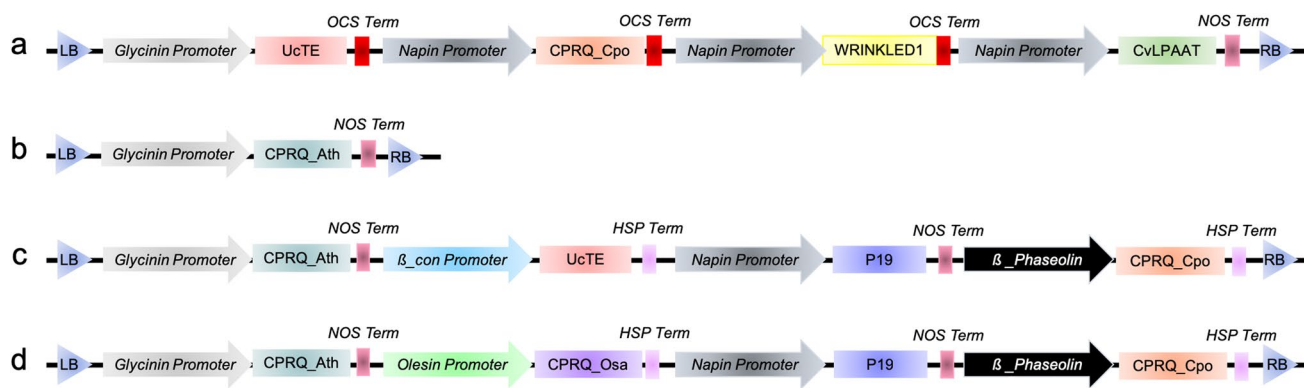 OCS Term OCS Term OCS Term NOS Term
a LB Glycinin Promoter UcTE Napin Promoter CPRQ_Cpo Napin Promoter WRINKLED1 Napin Promoter CvLPAAT RB
NOS Term
b LB Glycinin Promoter CPRQ_Ath RB
NOS Term HSP Term NOS Term HSP Term
c LB Glycinin Promoter CPRQ_Ath ß_con Promoter UcTE Napin Promoter P19 ß_Phaseolin CPRQ_Cpo RB
NOS Term HSP Term NOS Term HSP Term
d LB Glycinin Promoter CPRQ_Ath Olesin Promoter CPRQ_Osa Napin Promoter P19 ß_Phaseolin CPRQ_Cpo RB